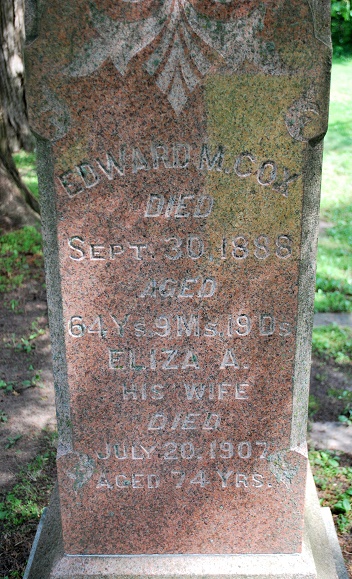 EDWARD M. COX
DIED
SEPT. 30, 1888
AGED
64 Ys. 9 Ms. 19 Ds.
ELIZA A.
HIS WIFE
DIED
JULY 20, 1907
AGED 74 YRS.